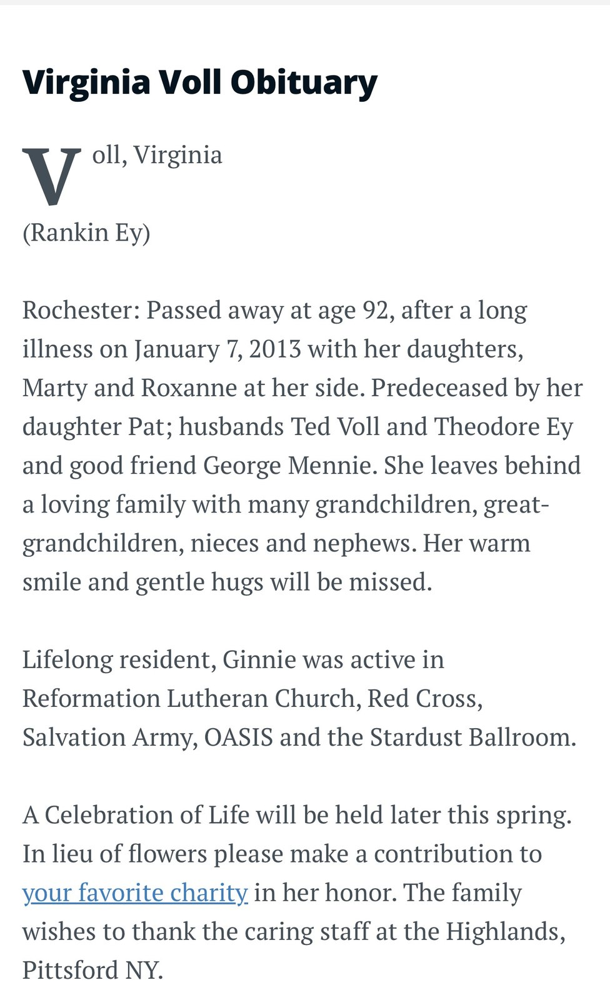 Virginia Voll Obituary
Voll, Virginia
(Rankin Ey)
Rochester: Passed away at age 92, after a long
illness on January 7, 2013 with her daughters,
Marty and Roxanne at her side. Predeceased by her
daughter Pat; husbands Ted Voll and Theodore Ey
and good friend George Mennie. She leaves behind
a loving family with many grandchildren, great-
grandchildren, nieces and nephews. Her warm
smile and gentle hugs will be missed.
Lifelong resident, Ginnie was active in
Reformation Lutheran Church, Red Cross,
Salvation Army, OASIS and the Stardust Ballroom.
A Celebration of Life will be held later this spring.
In lieu of flowers please make a contribution to
your favorite charity in her honor. The family
wishes to thank the caring staff at the Highlands,
Pittsford NY.